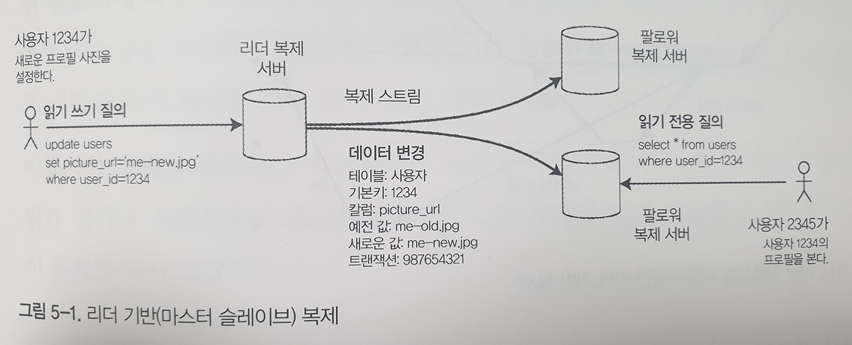 사용자 1234가
새로운 프로필 사진을
설정한다.
읽기 쓰기 질의
update users
set picture_url='me-new.jpg'
where user_id=1234
리더 복제
서버
복제 스트림
데이터 변경
테이블: 사용자
기본키: 1234
칼럼: picture_url
예전 값: me-old.jpg
새로운 값: me-new.jpg
트랜잭션: 987654321
팔로워
복제 서버
읽기 전용 질의
select * from users
where user_id=1234
팔로워
복제 서버
사용자 2345가
사용자 1234의
프로필을 본다.
그림 5-1. 리더 기반(마스터 슬레이브) 복제